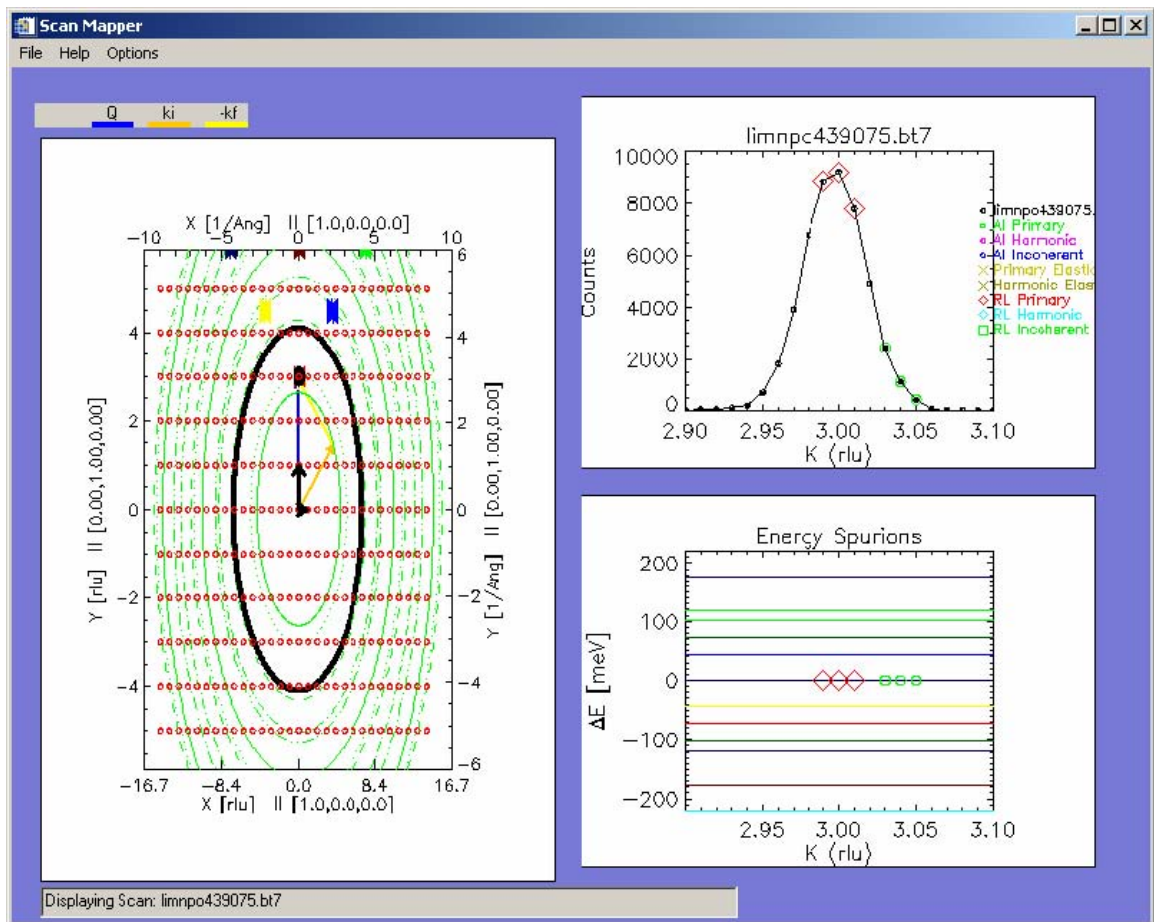 Scan Mapper
File Help Options
Q ki -kf
X [1/Ang] || [1.0,0.0,0.0]
-10 -5 0 5 10
6
4
2
0
-2
-4
Y [rlu] || [0.00,1.00,0.00]
4
2
0
-2
-4
-6
Y [1/Ang] || [0.00,1.00,0.00]
-16.7 -8.4 0.0 8.4 16.7
X [rlu] || [1.0,0.0,0.0]
limnpc439075.bt7
10000
8000
6000
4000
2000
0
Counts
2.90 2.95 3.00 3.05 3.10
K (rlu)
limnpo439075.
Al Primary
Al Harmonic
Al Incoherent
Primary Elastic
Harmonic Elas
RL Primary
RL Harmonic
RL Incoherent
Energy Spurions
200
100
0
-100
-200
ΔE [meV]
2.95 3.00 3.05 3.10
K (rlu)
Displaying Scan: limnpo439075.bt7